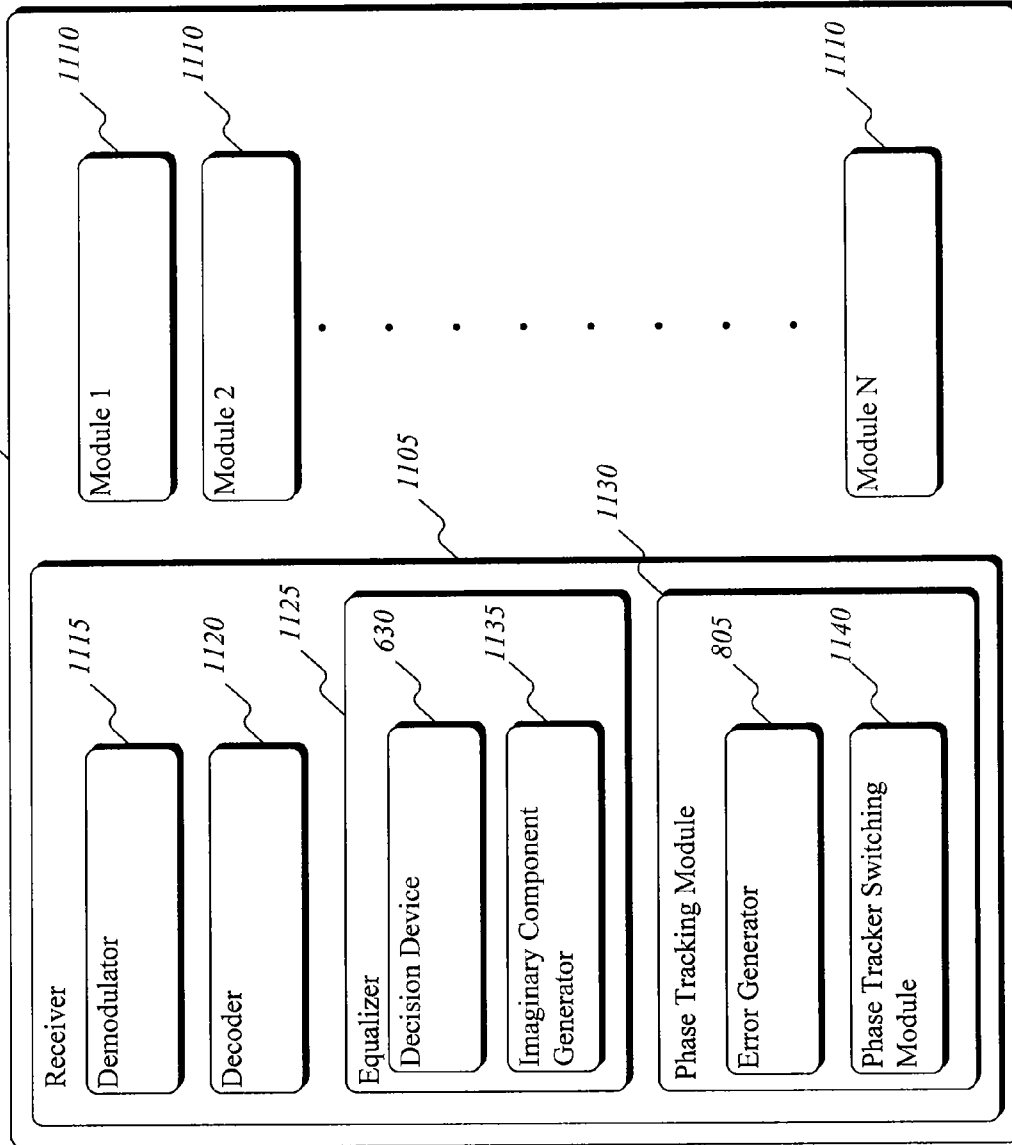 Receiver
Demodulator
1115
Decoder
1120
1125
Equalizer
Decision Device
630
Imaginary Component
Generator
1135
1130
Phase Tracking Module
Error Generator
805
Phase Tracker Switching
Module
1140
1105
Module 1
1110
Module 2
1110
Module N
1110